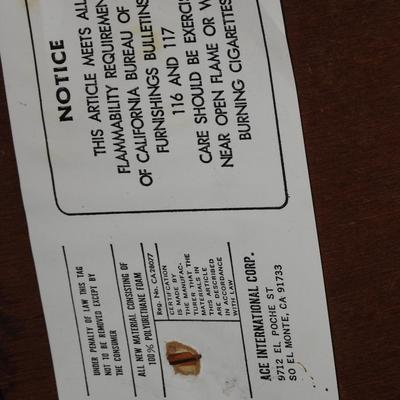 NOTICE
THIS ARTICLE MEETS ALL
FLAMMABILITY REQUIREMEN
OF CALIFORNIA BUREAU OF
FURNISHINGS BULLETINS
116 AND 117
CARE SHOULD BE EXERCI
NEAR OPEN FLAME OR W
BURNING CIGARETTES
UNDER PENALTY OF LAW THIS TAG
NOT TO BE REMOVED EXCEPT BY
THE CONSUMER
ALL NEW MATERIAL CONSISTING OF
100% POLYURETHANE FOAM
Reg. No. CA28077
CERTIFICATION
IS MADE BY
THE MANUFAC-
TURER THAT THE
MATERIALS IN
THIS ARTICLE
ARE DESCRIBED
IN ACCORDANCE
WITH LAW
ACE INTERNATIONAL CORP.
9712 EL POCHE ST
SO EL MONTE, CA 91733